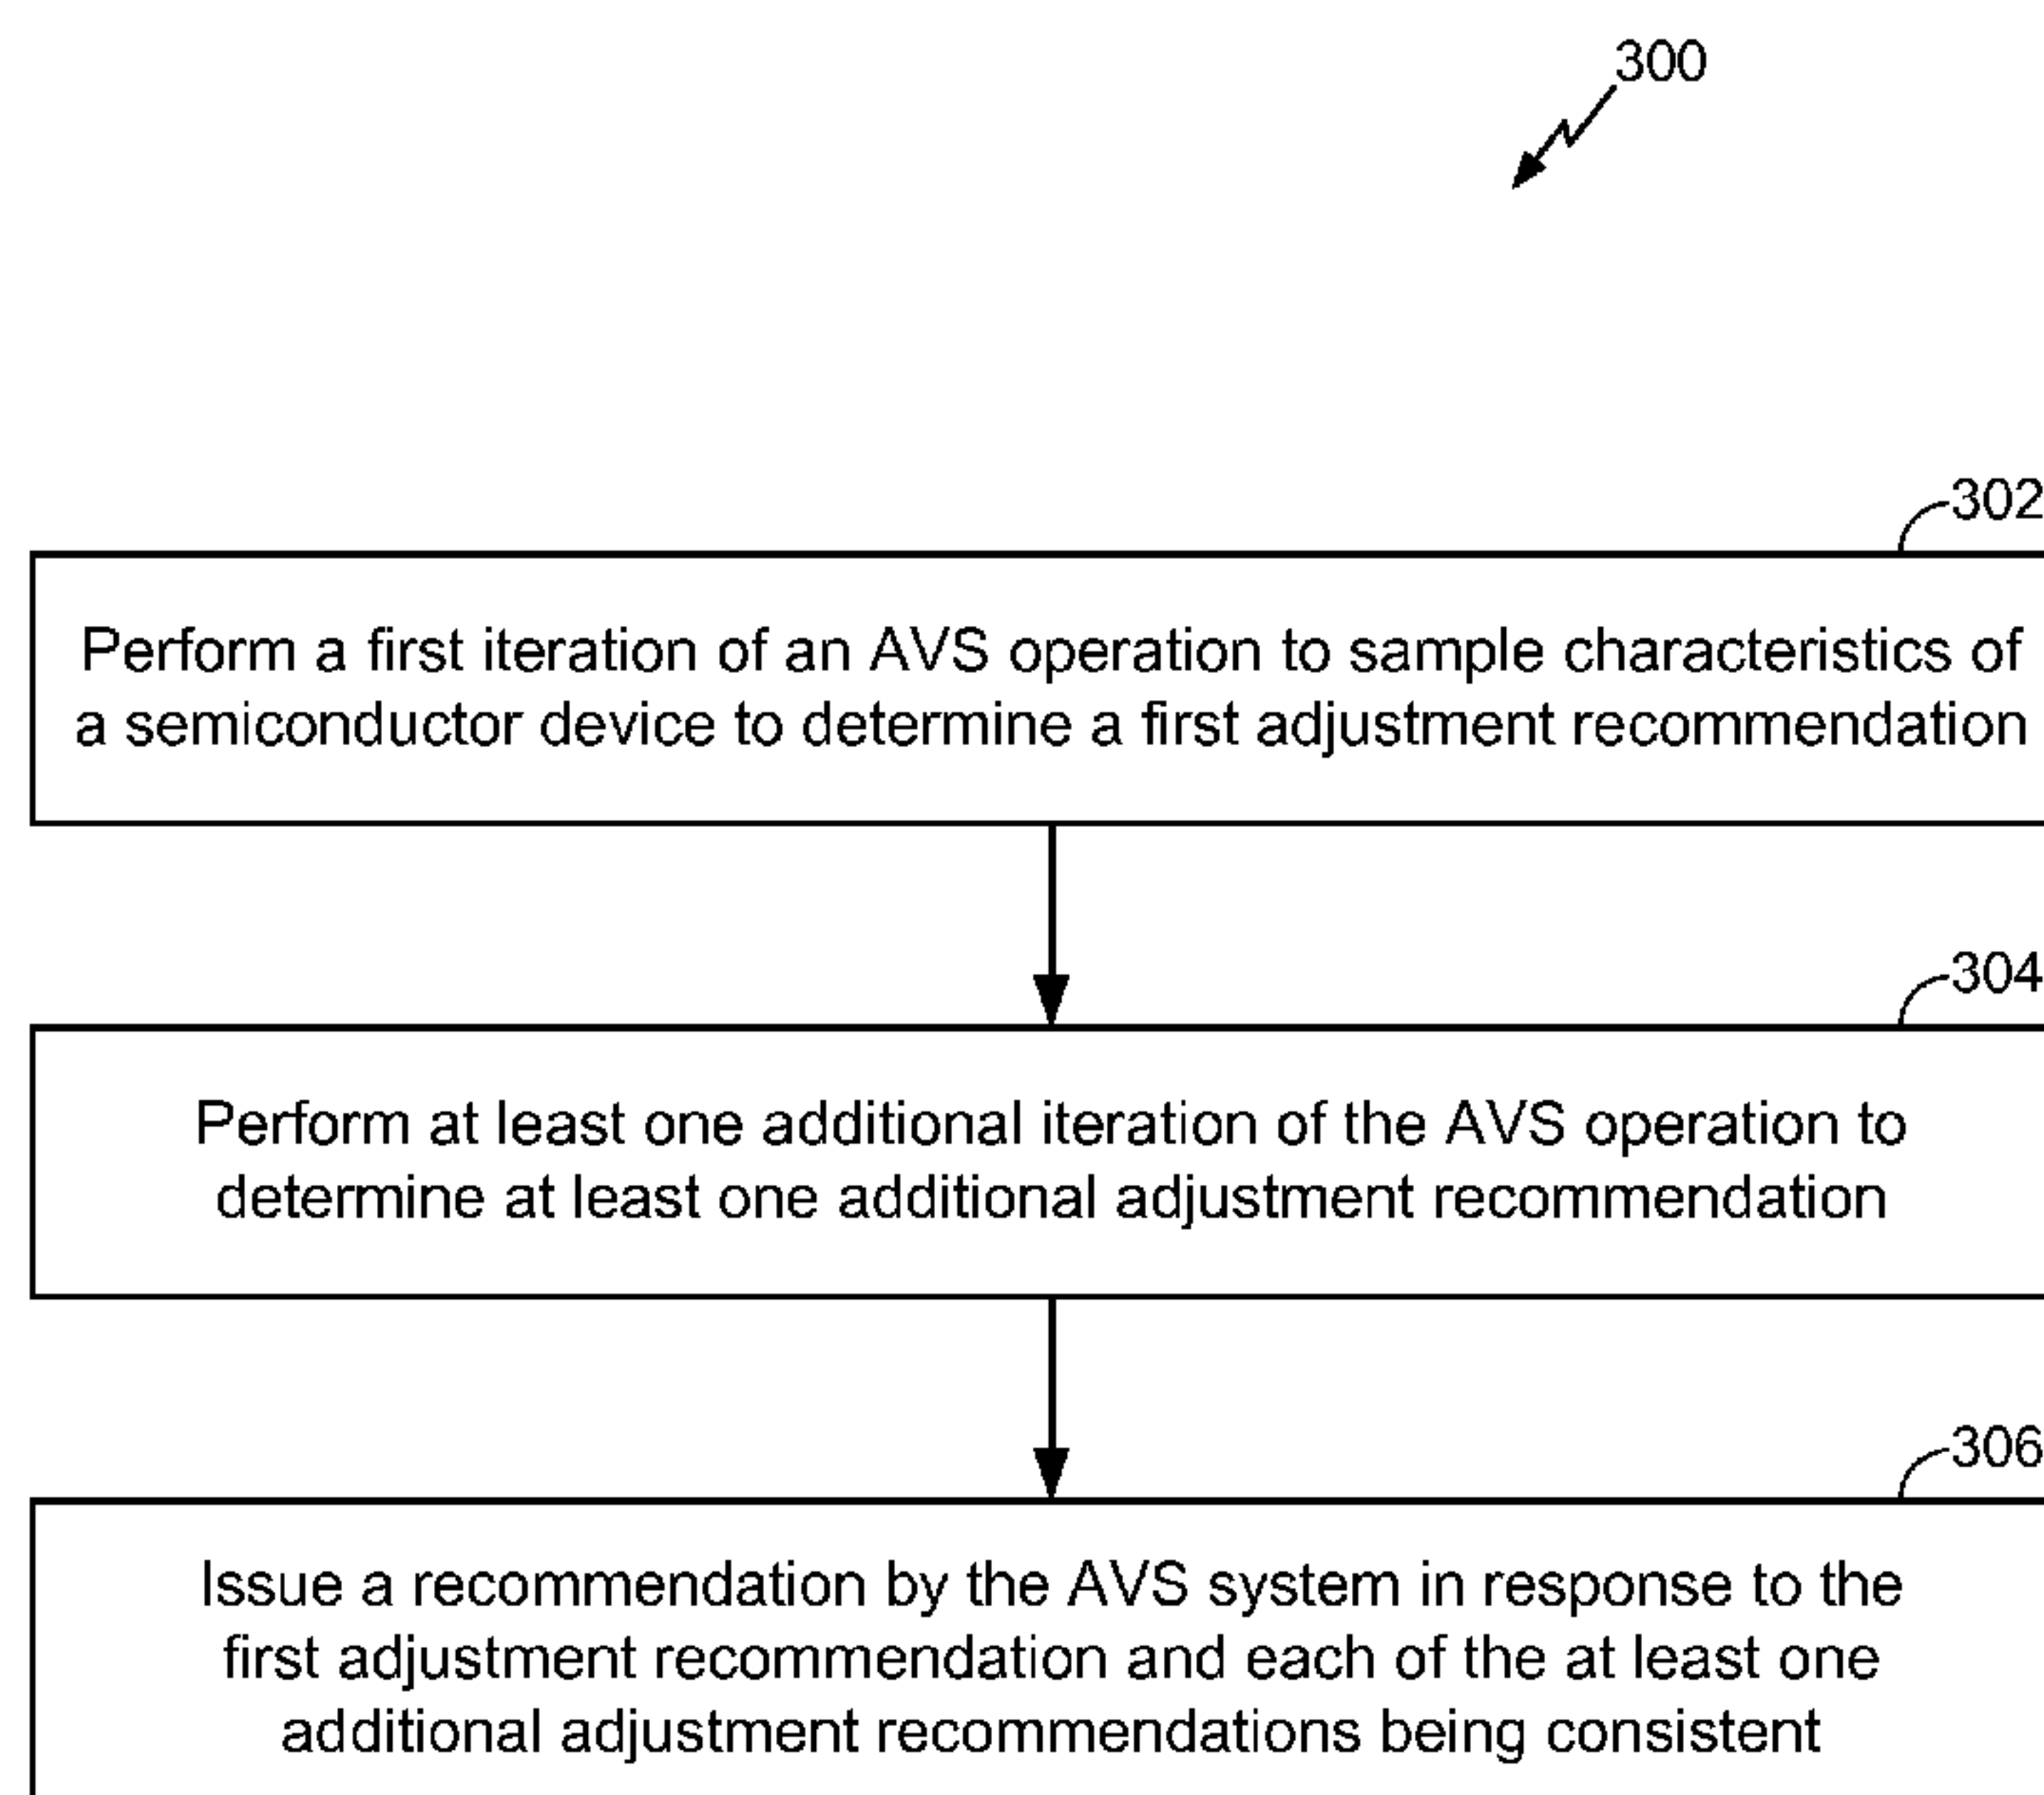 300
302
Perform a first iteration of an AVS operation to sample characteristics of
a semiconductor device to determine a first adjustment recommendation
304
Perform at least one additional iteration of the AVS operation to
determine at least one additional adjustment recommendation
306
Issue a recommendation by the AVS system in response to the
first adjustment recommendation and each of the at least one
additional adjustment recommendations being consistent